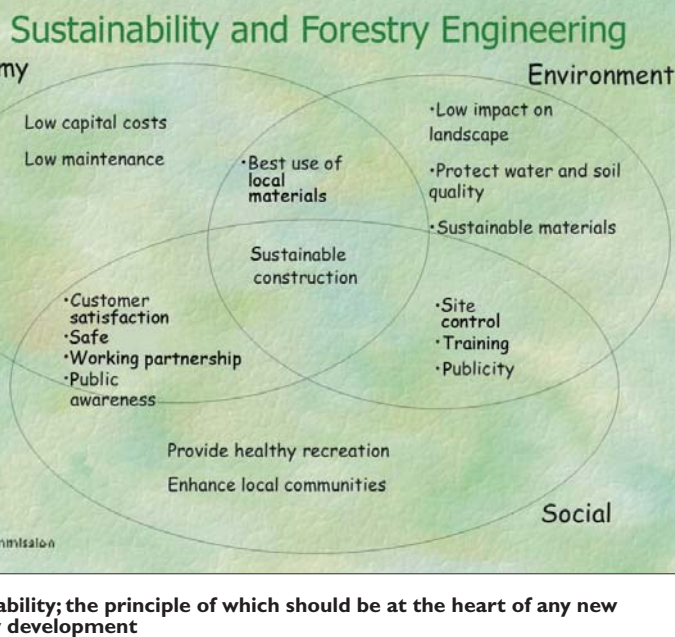 Sustainability and Forestry Engineering
my
Environment
Low capital costs
Low maintenance
•Best use of
local
materials
•Low impact on
landscape
•Protect water and soil
quality
•Sustainable materials
Sustainable
construction
•Customer
satisfaction
•Safe
•Working partnership
•Public
awareness
•Site
control
•Training
•Publicity
Provide healthy recreation
Enhance local communities
Social
mmission
ability; the principle of which should be at the heart of any new
development